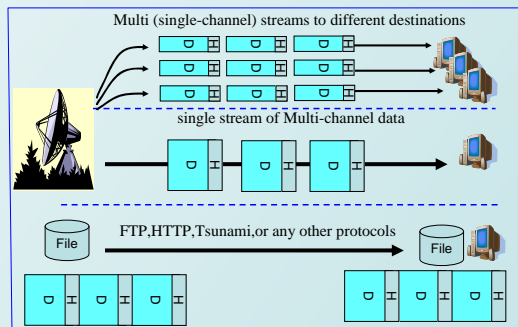 Multi (single-channel) streams to different destinations
D H D H D H
D H D H D H
D H D H D H
single stream of Multi-channel data
D H D H D H
FTP,HTTP,Tsunami,or any other protocols
File
File
D H D H D H
D H D H D H